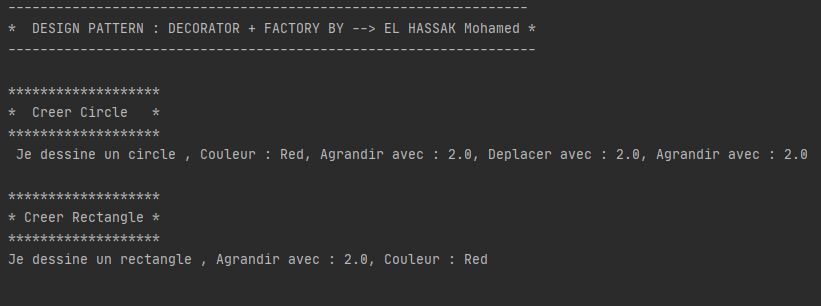 -----------------------------------------------------------------
*  DESIGN PATTERN : DECORATOR + FACTORY BY --> EL HASSAK Mohamed *
------------------------------------------------------------------
*******************
*  Creer Circle   *
*******************
 Je dessine un circle , Couleur : Red, Agrandir avec : 2.0, Deplacer avec : 2.0, Agrandir avec : 2.0
*******************
* Creer Rectangle *
*******************
Je dessine un rectangle , Agrandir avec : 2.0, Couleur : Red